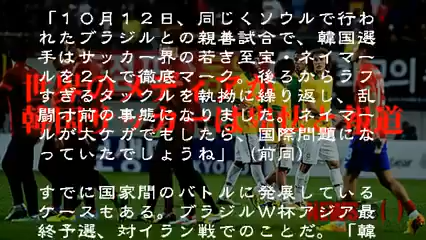 「１０月１２日、同じくソウルで行わ
れたブラジルとの親善試合で、韓国選
手はサッカー界の若き至宝・ネイマー
ルを２人で徹底マーク。後ろからラフ
すぎるタックルを執拗に繰り返し、乱
闘寸前の事態になりました。ネイマー
ルが大ケガでもしたら、国際問題にな
っていたでしょうね」（前同）
すでに国家間のバトルに発展している
ケースもある。ブラジルＷ杯アジア最
終予選、対イラン戦でのことだ。「韓